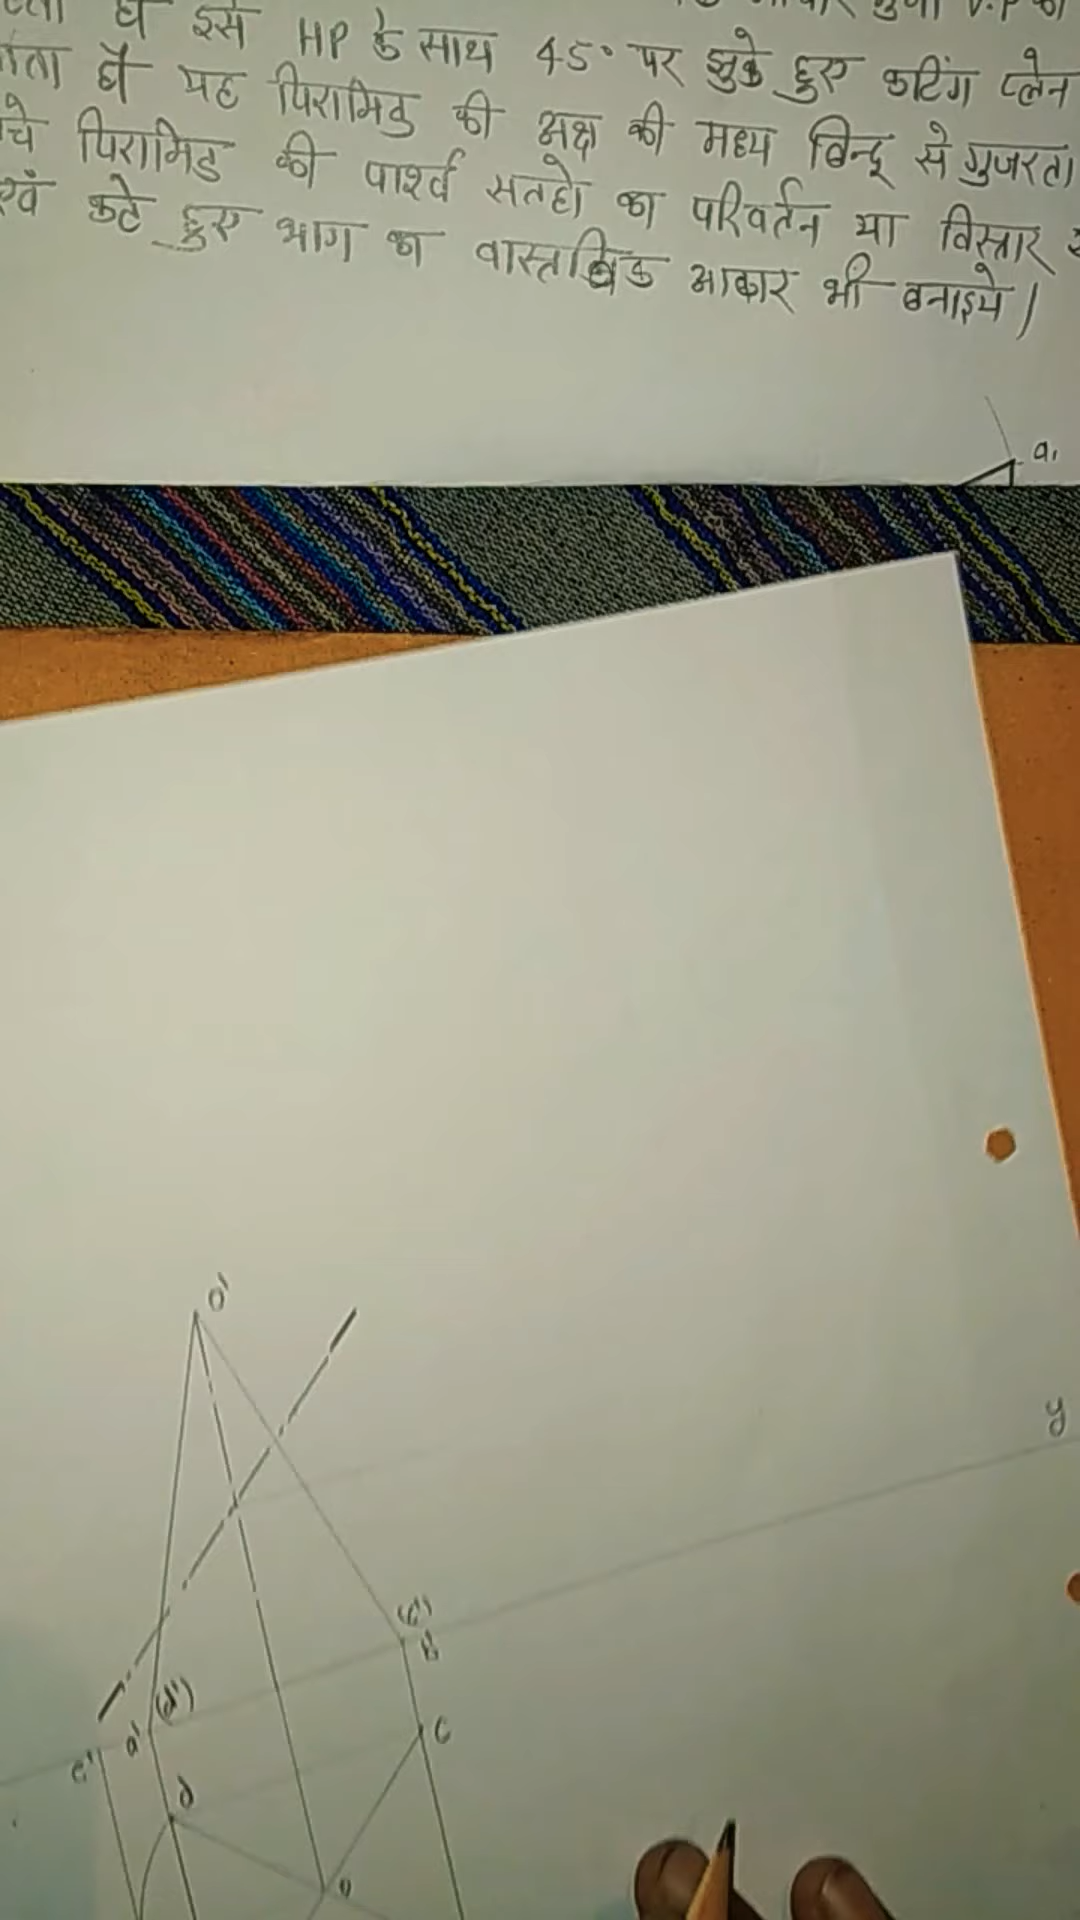 है इसे HP के साथ 45° पर झुके हुए कटिंग प्लेन
है यह पिरामिड की अक्ष की मध्य बिन्दू से गुजरता
पिरामिड की पार्श्व सतहो का परिवर्तन या विस्तार
एवं कटे हुए भाग का वास्तविक आकार भी बनाइये।
a₁
o'
y
(c')
b'
(d')
a'
e'
c
d
o